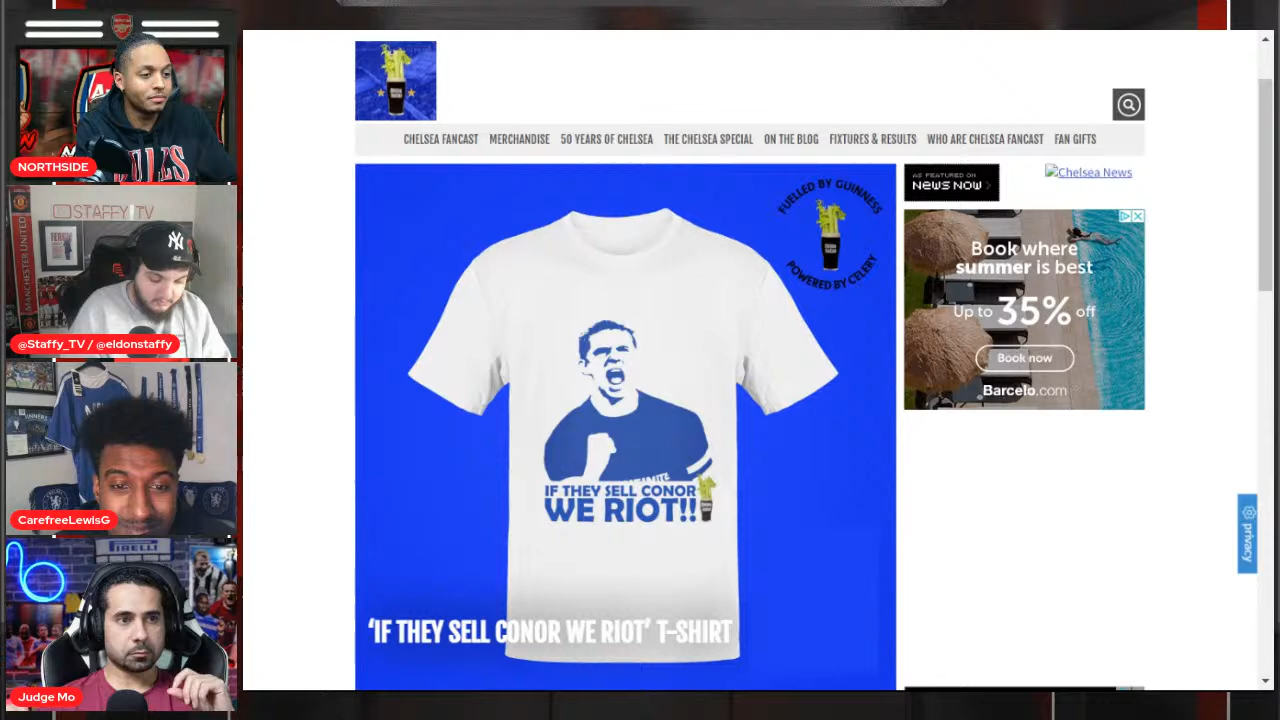 NORTHSIDE
STAFFY TV
MANCHESTER UNITED
@Staffy_TV / @eldonstaffy
CarefreeLewisG
PIRELLI
Judge Mo
CHELSEA FANCAST
MERCHANDISE
50 YEARS OF CHELSEA
THE CHELSEA SPECIAL
ON THE BLOG
FIXTURES & RESULTS
WHO ARE CHELSEA FANCAST
FAN GIFTS
FUELLED BY GUINNESS
POWERED BY CELERY
IF THEY SELL CONOR
WE RIOT!!
‘IF THEY SELL CONOR WE RIOT’ T-SHIRT
AS FEATURED ON
NEWS NOW
Chelsea News
Book where
summer is best
Up to 35% off
Book now
Barcelo.com
privacy